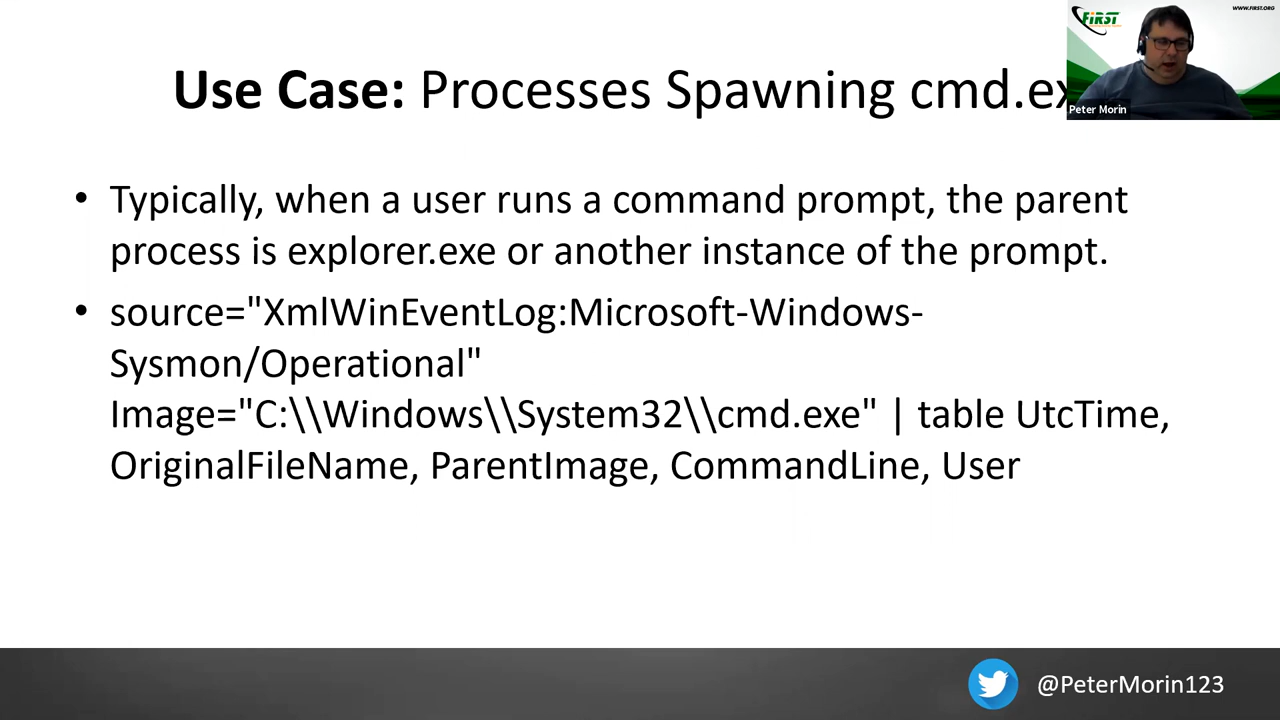 FiRST
WWW.FIRST.ORG
Peter Morin
Use Case: Processes Spawning cmd.ex
• Typically, when a user runs a command prompt, the parent
process is explorer.exe or another instance of the prompt.
• source="XmlWinEventLog:Microsoft-Windows-
Sysmon/Operational"
Image="C:\\Windows\\System32\\cmd.exe" | table UtcTime,
OriginalFileName, ParentImage, CommandLine, User
@PeterMorin123